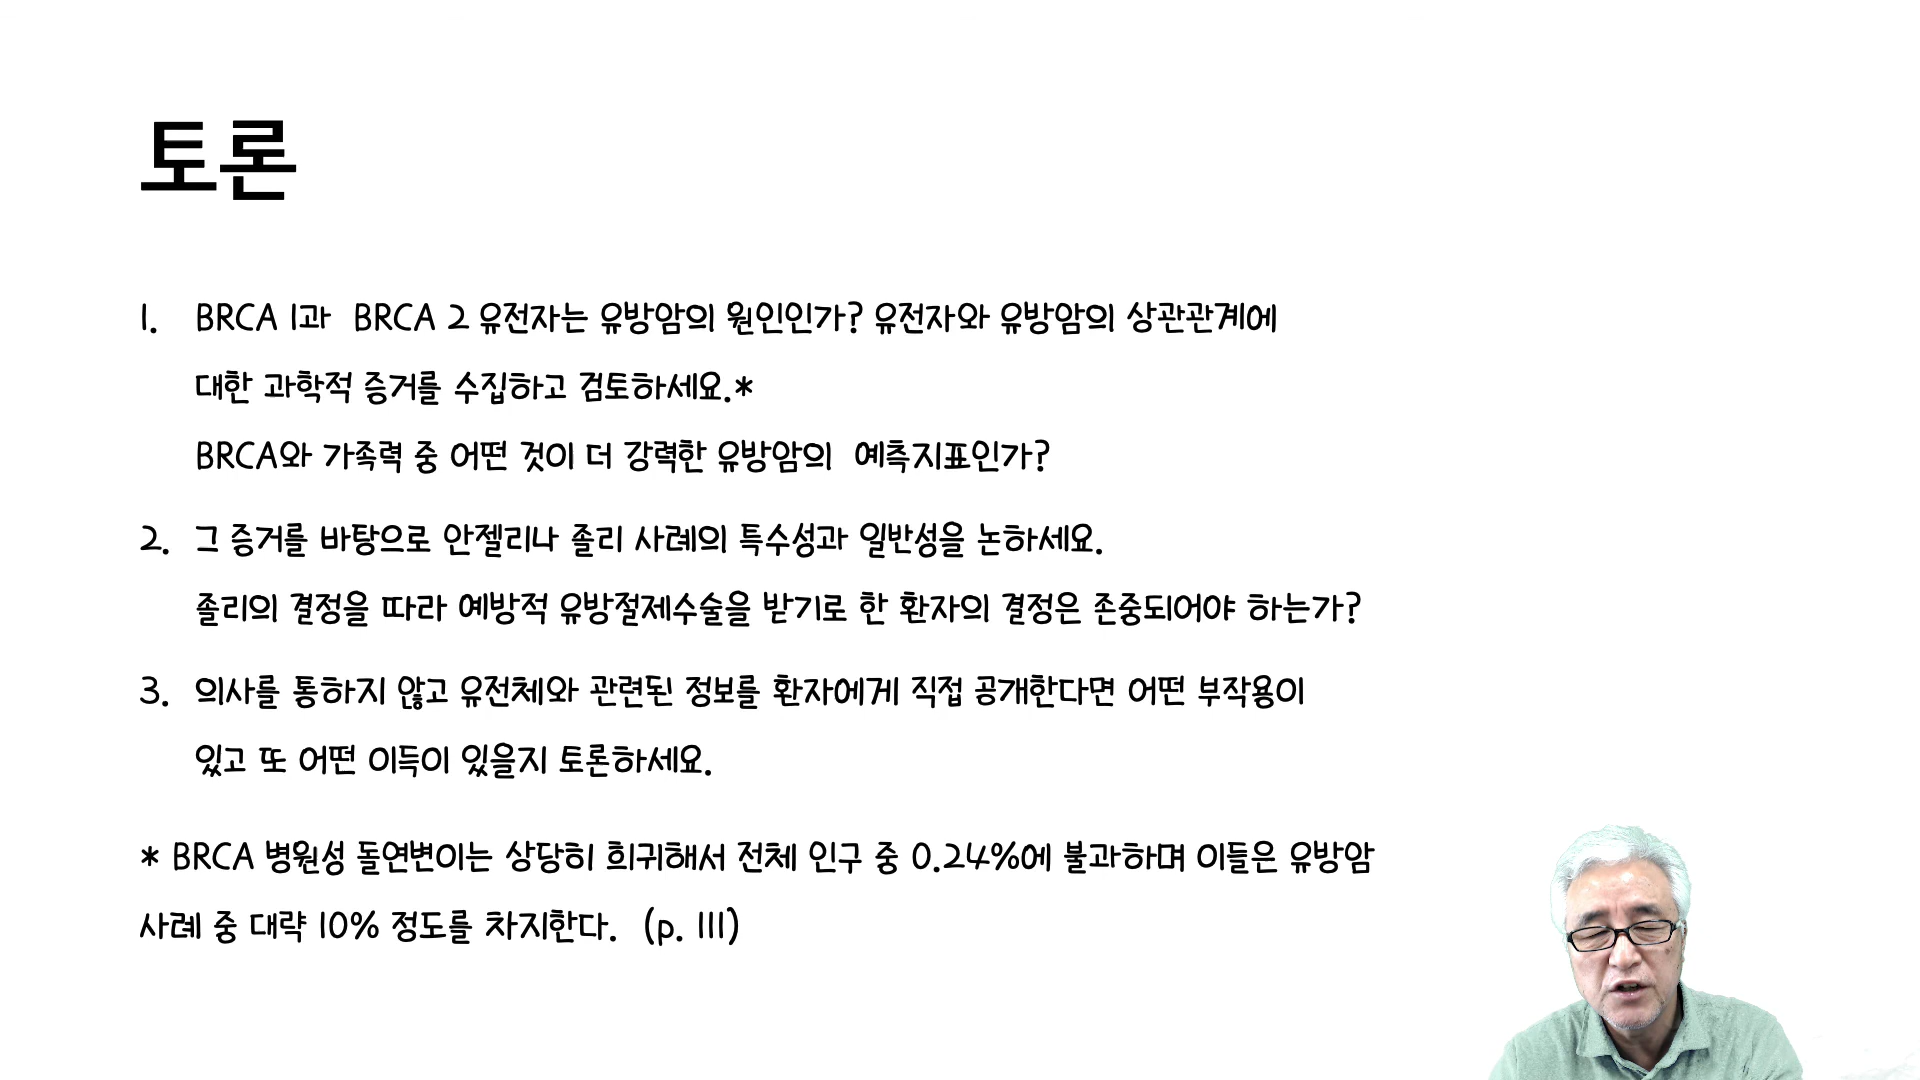 토론
1. BRCA 1과 BRCA 2 유전자는 유방암의 원인인가? 유전자와 유방암의 상관관계에
대한 과학적 증거를 수집하고 검토하세요.*
BRCA와 가족력 중 어떤 것이 더 강력한 유방암의 예측지표인가?
2. 그 증거를 바탕으로 안젤리나 졸리 사례의 특수성과 일반성을 논하세요.
졸리의 결정을 따라 예방적 유방절제수술을 받기로 한 환자의 결정은 존중되어야 하는가?
3. 의사를 통하지 않고 유전체와 관련된 정보를 환자에게 직접 공개한다면 어떤 부작용이
있고 또 어떤 이득이 있을지 토론하세요.
* BRCA 병원성 돌연변이는 상당히 희귀해서 전체 인구 중 0.24%에 불과하며 이들은 유방암
사례 중 대략 10% 정도를 차지한다. (p. 111)